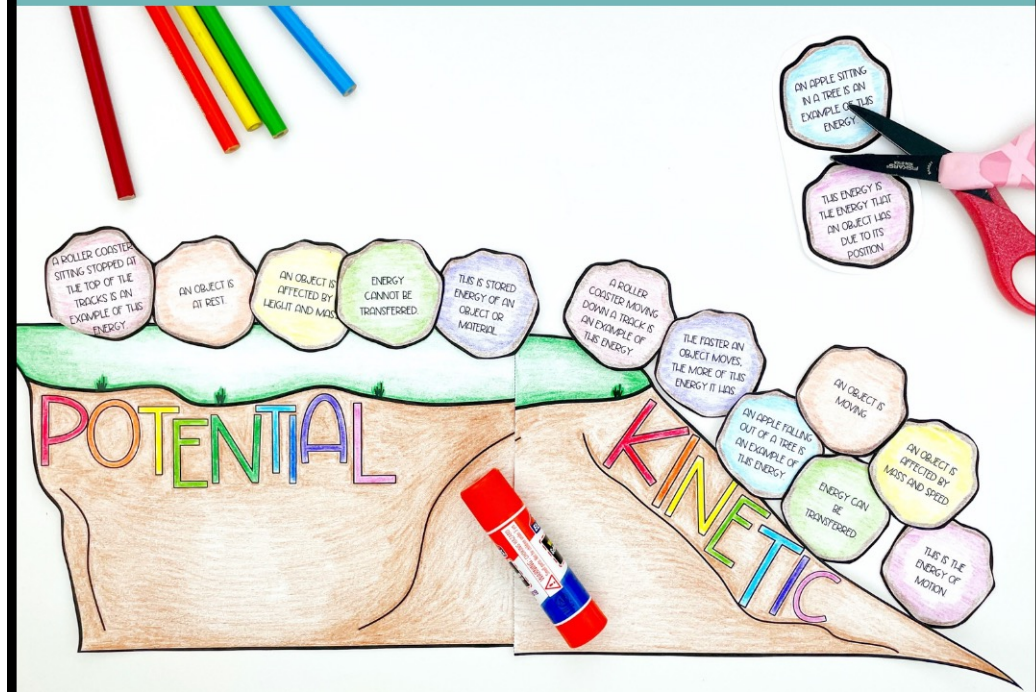 AN APPLE SITTING
IN A TREE IS AN
EXAMPLE OF THIS
ENERGY.
FISKARS
THIS ENERGY IS
THE ENERGY THAT
AN OBJECT HAS
DUE TO ITS
POSITION
A ROLLER COASTER
SITTING STOPPED AT
THE TOP OF THE
TRACKS IS AN
EXAMPLE OF THIS
ENERGY.
AN OBJECT IS
AT REST.
AN OBJECT IS
AFFECTED BY
HEIGHT AND MAS
ENERGY
CANNOT BE
TRANSFERRED.
THIS IS STORED
ENERGY OF AN
OBJECT OR
MATERIAL.
A ROLLER
COASTER MOVING
DOWN A TRACK IS
AN EXAMPLE OF
THIS ENERGY
THE FASTER AN
OBJECT MOVES,
THE MORE OF THIS
ENERGY IT HAS
AN APPLE FALLING
OUT OF A TREE IS
AN EXAMPLE OF
THIS ENERGY
AN OBJECT IS
MOVING
ENERGY CAN
BE
TRANSFERRED
AN OBJECT IS
AFFECTED BY
MASS AND SPEED
THIS IS THE
ENERGY OF
MOTION
POTENTIAL
KINETIC